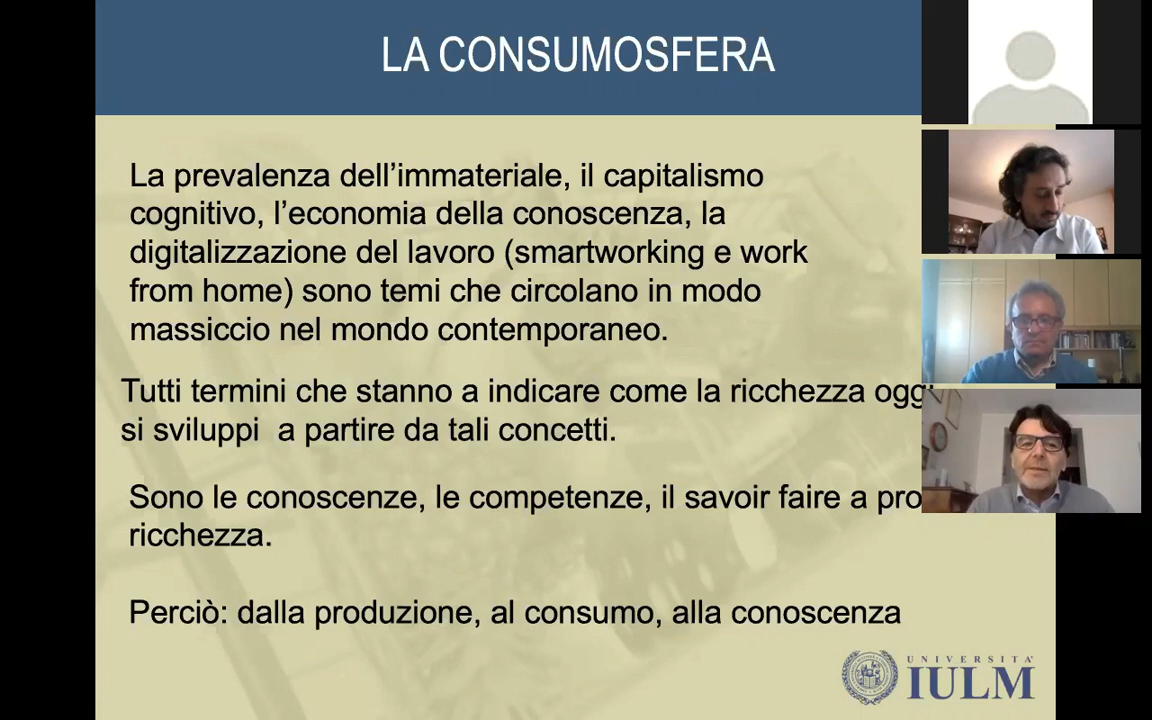 LA CONSUMOSFERA
La prevalenza dell’immateriale, il capitalismo
cognitivo, l’economia della conoscenza, la
digitalizzazione del lavoro (smartworking e work
from home) sono temi che circolano in modo
massiccio nel mondo contemporaneo.
Tutti termini che stanno a indicare come la ricchezza oggi
si sviluppi a partire da tali concetti.
Sono le conoscenze, le competenze, il savoir faire a pro
ricchezza.
Perciò: dalla produzione, al consumo, alla conoscenza
UNIVERSITA'
IULM